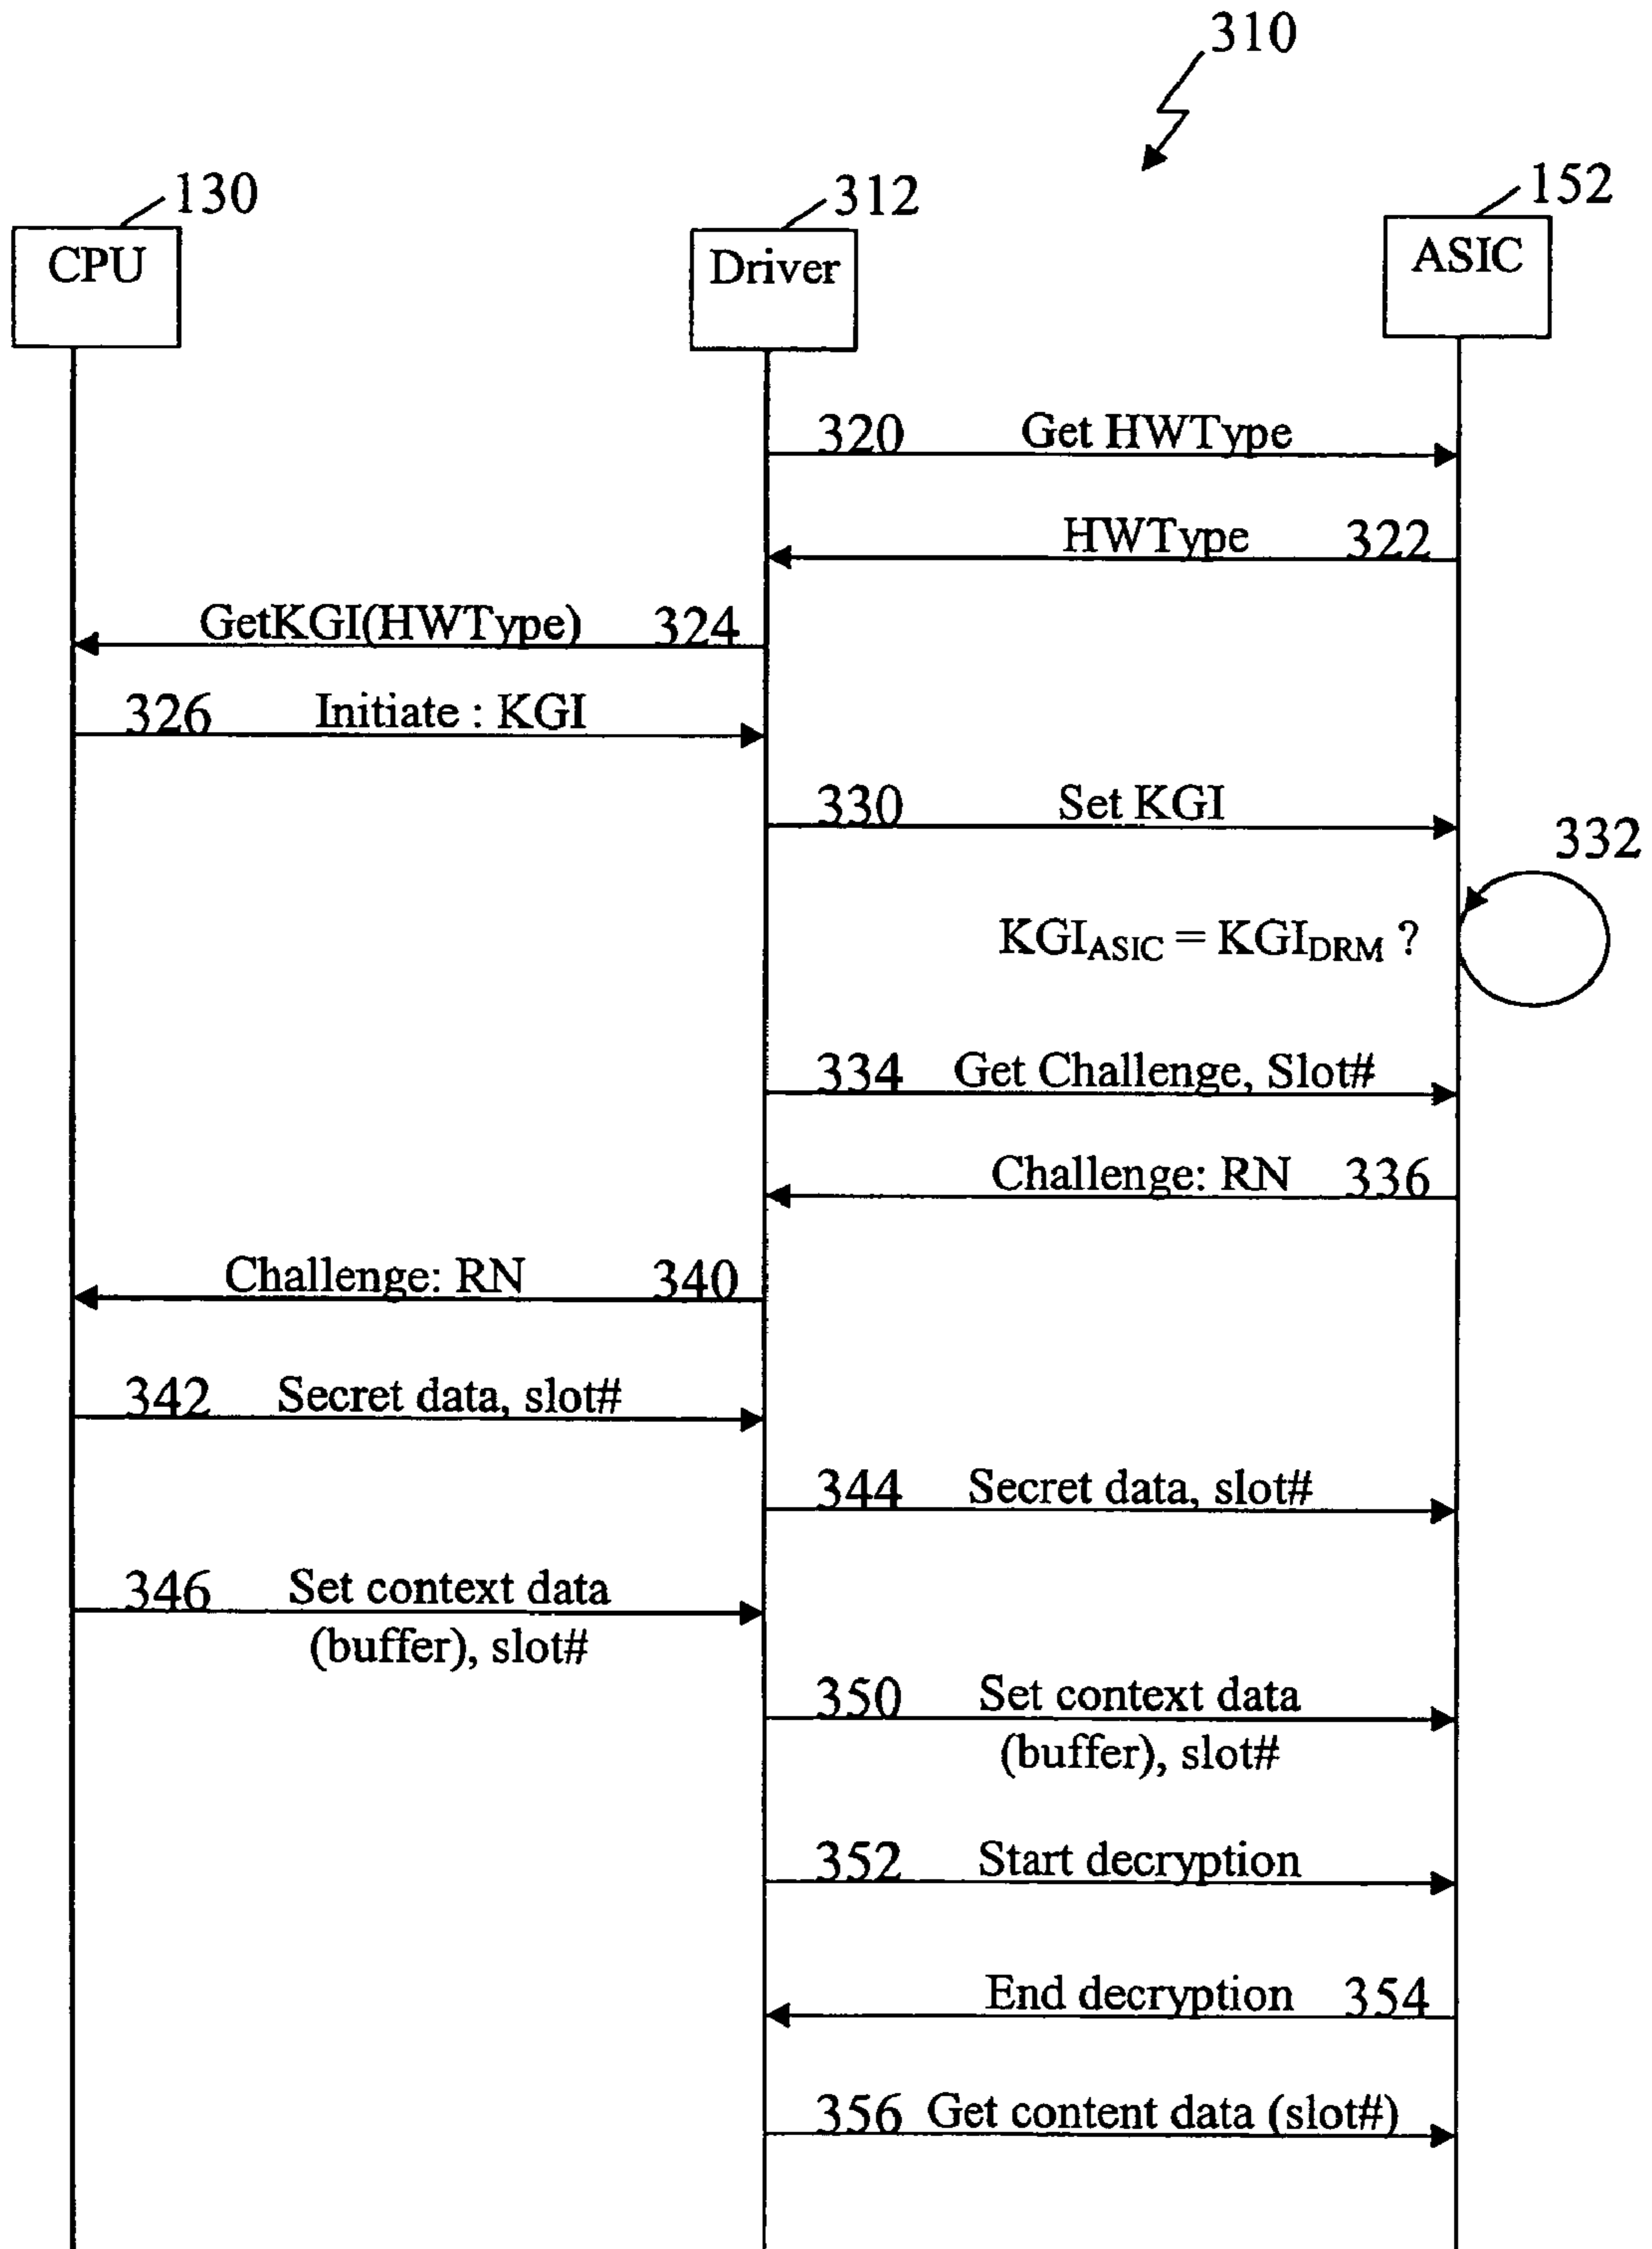 310
130
312
152
CPU
Driver
ASIC
320 Get HWType
HWType 322
GetKGI(HWType) 324
326 Initiate : KGI
330 Set KGI
332
KGIASIC = KGIDRM ?
334 Get Challenge, Slot#
Challenge: RN 336
Challenge: RN 340
342 Secret data, slot#
344 Secret data, slot#
346 Set context data
(buffer), slot#
350 Set context data
(buffer), slot#
352 Start decryption
End decryption 354
356 Get content data (slot#)